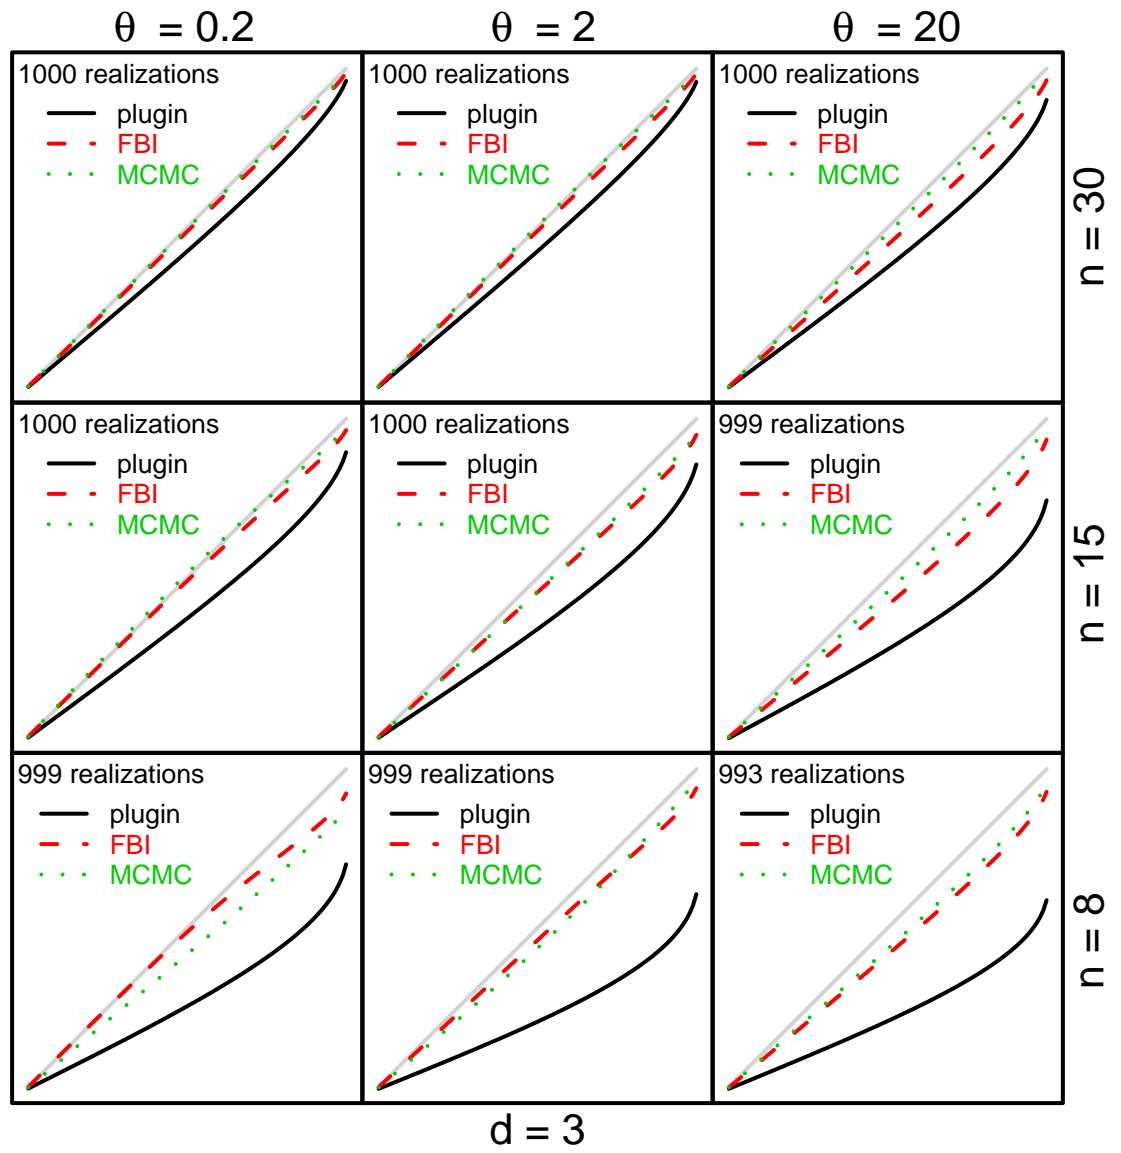 θ = 0.2
θ = 2
θ = 20
1000 realizations
plugin
FBI
MCMC
1000 realizations
plugin
FBI
MCMC
1000 realizations
plugin
FBI
MCMC
n = 30
1000 realizations
plugin
FBI
MCMC
1000 realizations
plugin
FBI
MCMC
999 realizations
plugin
FBI
MCMC
n = 15
999 realizations
plugin
FBI
MCMC
999 realizations
plugin
FBI
MCMC
993 realizations
plugin
FBI
MCMC
n = 8
d = 3